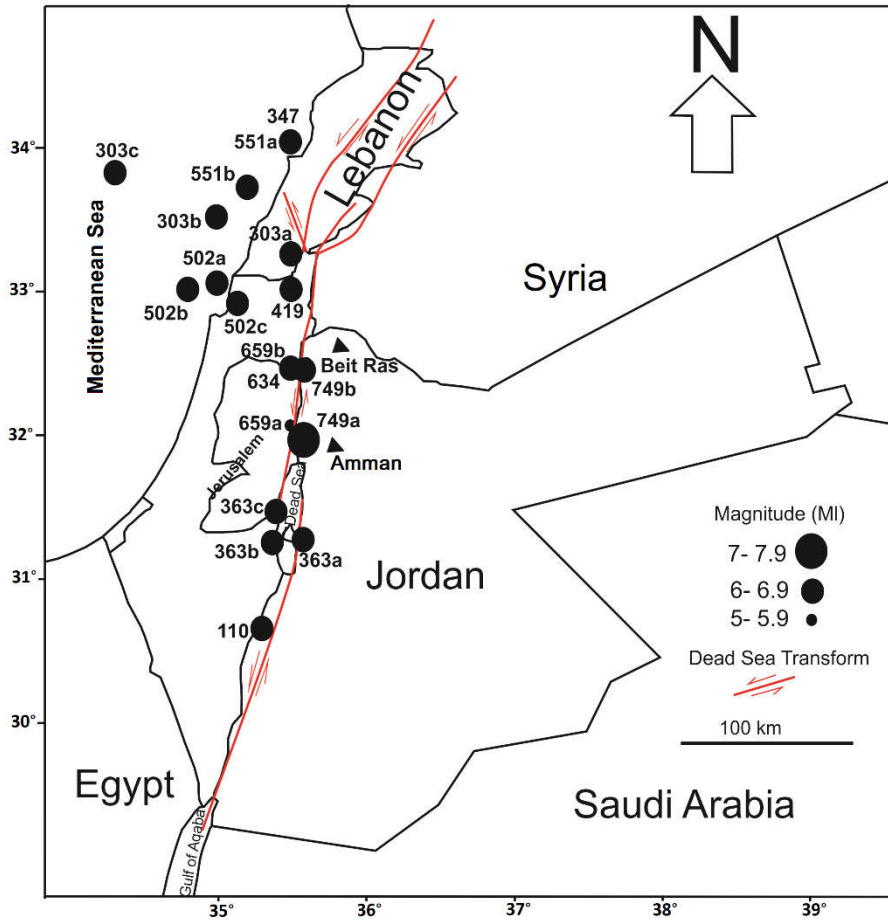 N
34°
33°
32°
31°
30°
35°
36°
37°
38°
39°
Mediterranean Sea
Lebanon
Syria
347
551a
303c
551b
303b
303a
502a
502b
502c
419
659b
634
Beit Ras
749b
659a
749a
Jerusalem
Amman
Dead Sea
363c
363b
363a
Jordan
110
Egypt
Gulf of Aqaba
Saudi Arabia
Magnitude (Ml)
7- 7.9
6- 6.9
5- 5.9
Dead Sea Transform
100 km